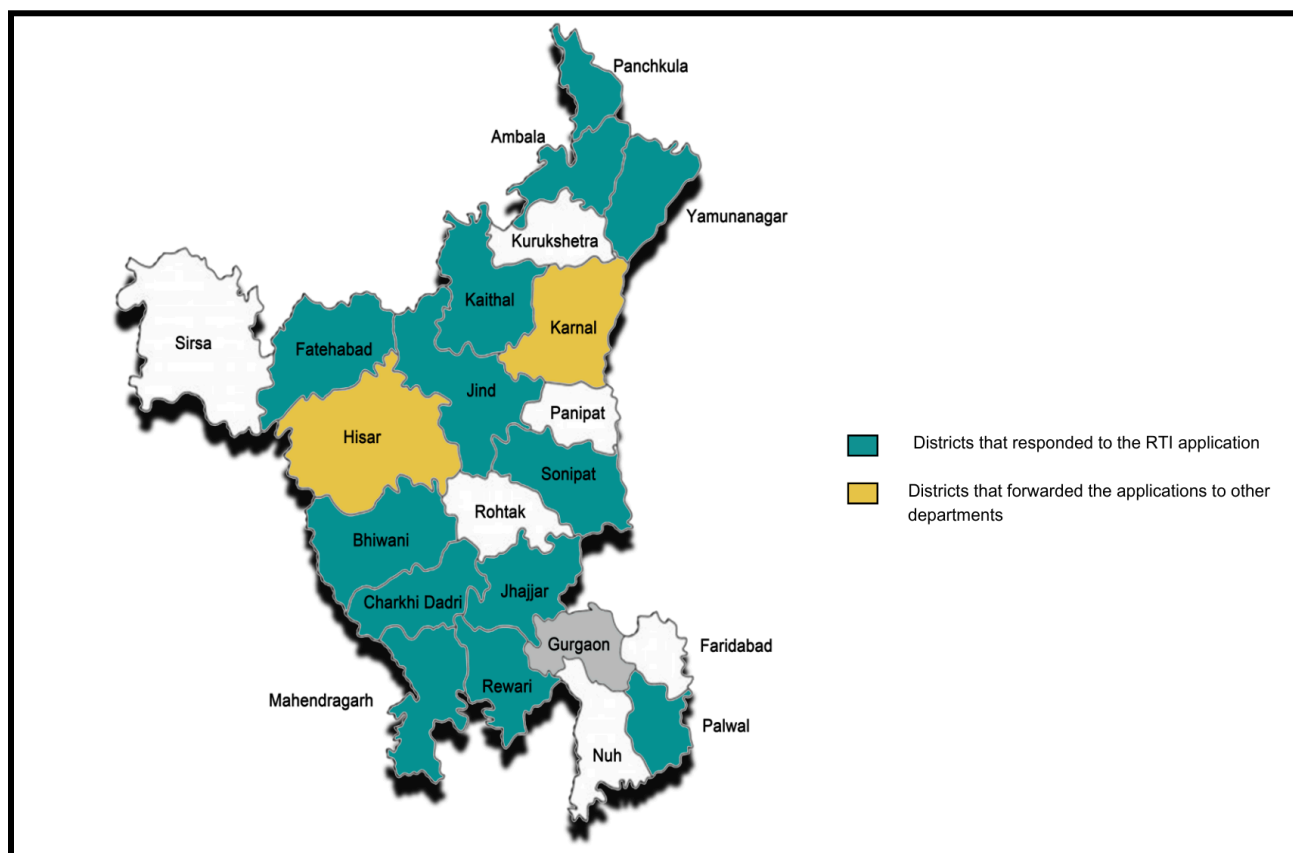 Panchkula
Ambala
Yamunanagar
Kurukshetra
Kaithal
Karnal
Sirsa
Fatehabad
Jind
Panipat
Hisar
Sonipat
Rohtak
Bhiwani
Jhajjar
Charkhi Dadri
Gurgaon
Faridabad
Mahendragarh
Rewari
Palwal
Nuh
Districts that responded to the RTI application
Districts that forwarded the applications to other
departments